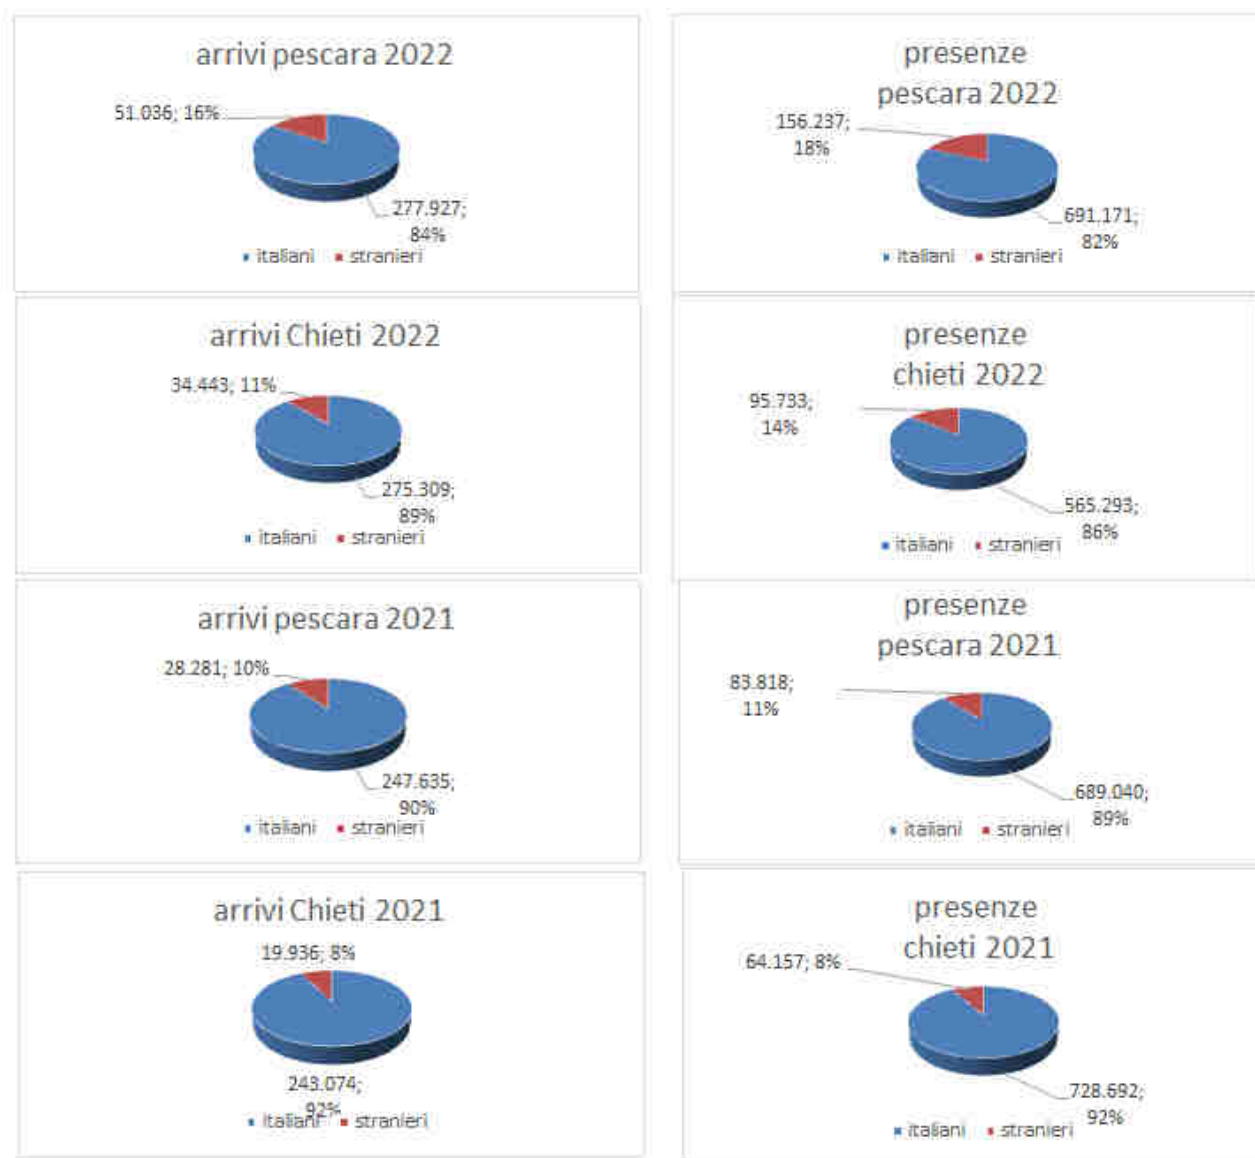 arrivi pescara 2022
51.036; 16%
277.927;
84%
italiani stranieri
presenze
pescara 2022
156.237;
18%
691.171;
82%
italiani stranieri
arrivi Chieti 2022
34.443; 11%
275.309;
89%
italiani stranieri
presenze
chieti 2022
95.733;
14%
565.293;
86%
italiani stranieri
arrivi pescara 2021
28.281; 10%
247.635;
90%
italiani stranieri
presenze
pescara 2021
83.818;
11%
689.040;
89%
italiani stranieri
arrivi Chieti 2021
19.936; 8%
243.074;
92%
italiani stranieri
presenze
chieti 2021
64.157; 8%
728.692;
92%
italiani stranieri